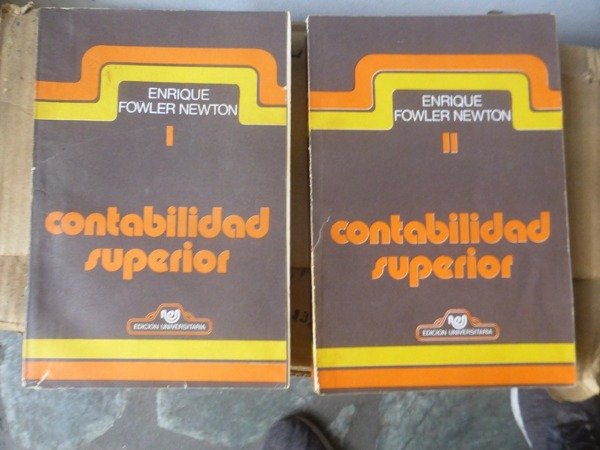 ENRIQUE
FOWLER NEWTON
I
contabilidad
superior
EDICION UNIVERSITARIA
ENRIQUE
FOWLER NEWTON
II
contabilidad
superior
EDICION UNIVERSITARIA